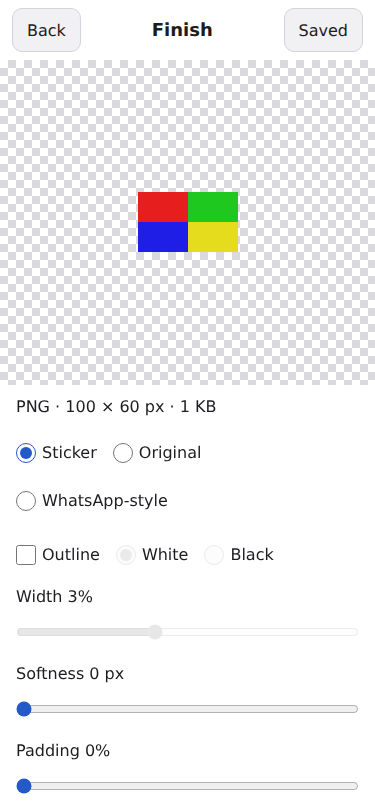 Back Finish Saved
PNG · 100 × 60 px · 1 KB
Sticker Original
WhatsApp-style
Outline White Black
Width 3%
Softness 0 px
Padding 0%